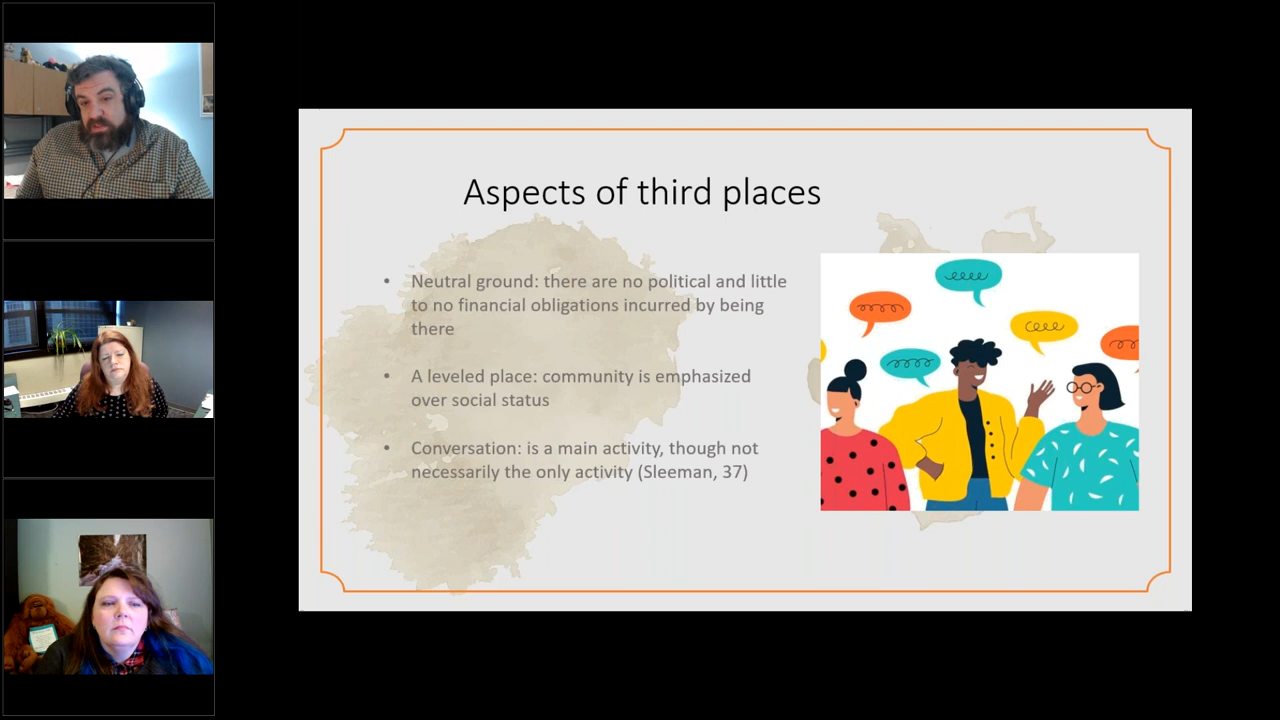 Aspects of third places
• Neutral ground: there are no political and little
to no financial obligations incurred by being
there
• A leveled place: community is emphasized
over social status
• Conversation: is a main activity, though not
necessarily the only activity (Sleeman, 37)